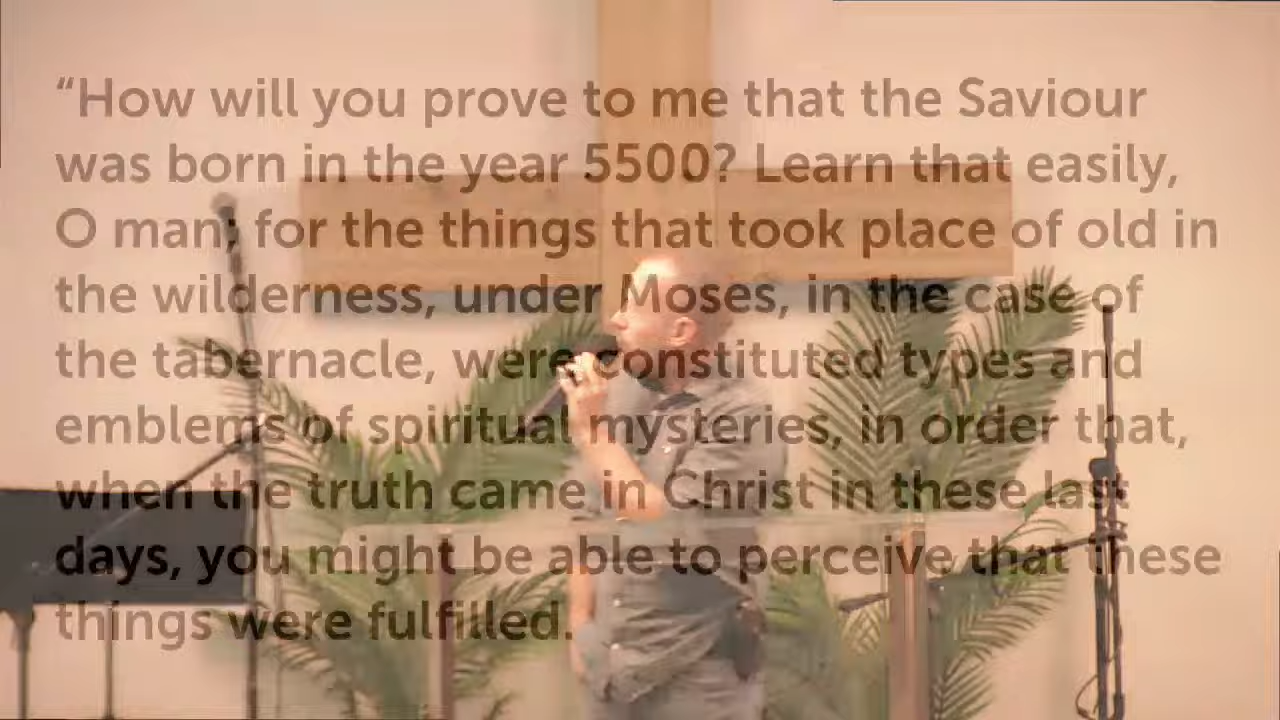 “How will you prove to me that the Saviour
was born in the year 5500? Learn that easily,
O man; for the things that took place of old in
the wilderness, under Moses, in the case of
the tabernacle, were constituted types and
emblems of spiritual mysteries, in order that,
when the truth came in Christ in these last
days, you might be able to perceive that these
things were fulfilled.